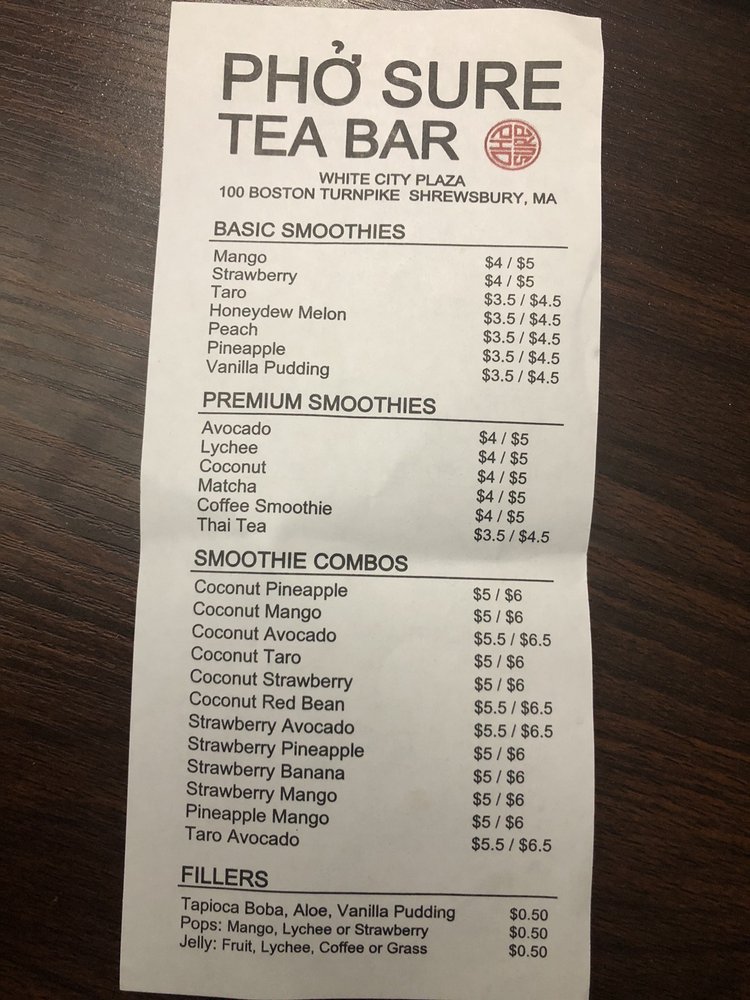 PHỞ SURE
TEA BAR
PHO SURE
WHITE CITY PLAZA
100 BOSTON TURNPIKE SHREWSBURY, MA
BASIC SMOOTHIES
Mango $4 / $5
Strawberry $4 / $5
Taro $3.5 / $4.5
Honeydew Melon $3.5 / $4.5
Peach $3.5 / $4.5
Pineapple $3.5 / $4.5
Vanilla Pudding $3.5 / $4.5
PREMIUM SMOOTHIES
Avocado $4 / $5
Lychee $4 / $5
Coconut $4 / $5
Matcha $4 / $5
Coffee Smoothie $4 / $5
Thai Tea $3.5 / $4.5
SMOOTHIE COMBOS
Coconut Pineapple $5 / $6
Coconut Mango $5 / $6
Coconut Avocado $5.5 / $6.5
Coconut Taro $5 / $6
Coconut Strawberry $5 / $6
Coconut Red Bean $5.5 / $6.5
Strawberry Avocado $5.5 / $6.5
Strawberry Pineapple $5 / $6
Strawberry Banana $5 / $6
Strawberry Mango $5 / $6
Pineapple Mango $5 / $6
Taro Avocado $5.5 / $6.5
FILLERS
Tapioca Boba, Aloe, Vanilla Pudding $0.50
Pops: Mango, Lychee or Strawberry $0.50
Jelly: Fruit, Lychee, Coffee or Grass $0.50